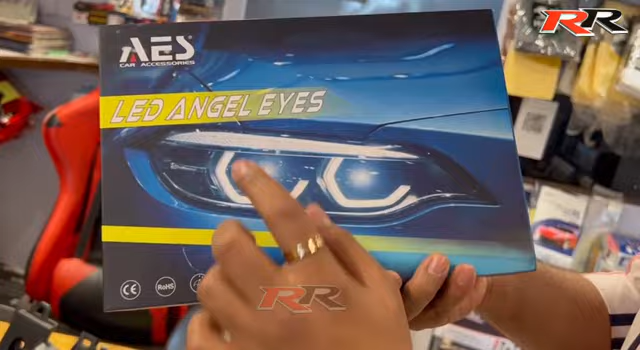 RR
AES
CAR ACCESSORIES
LED ANGEL EYES
CE
RoHS
RR